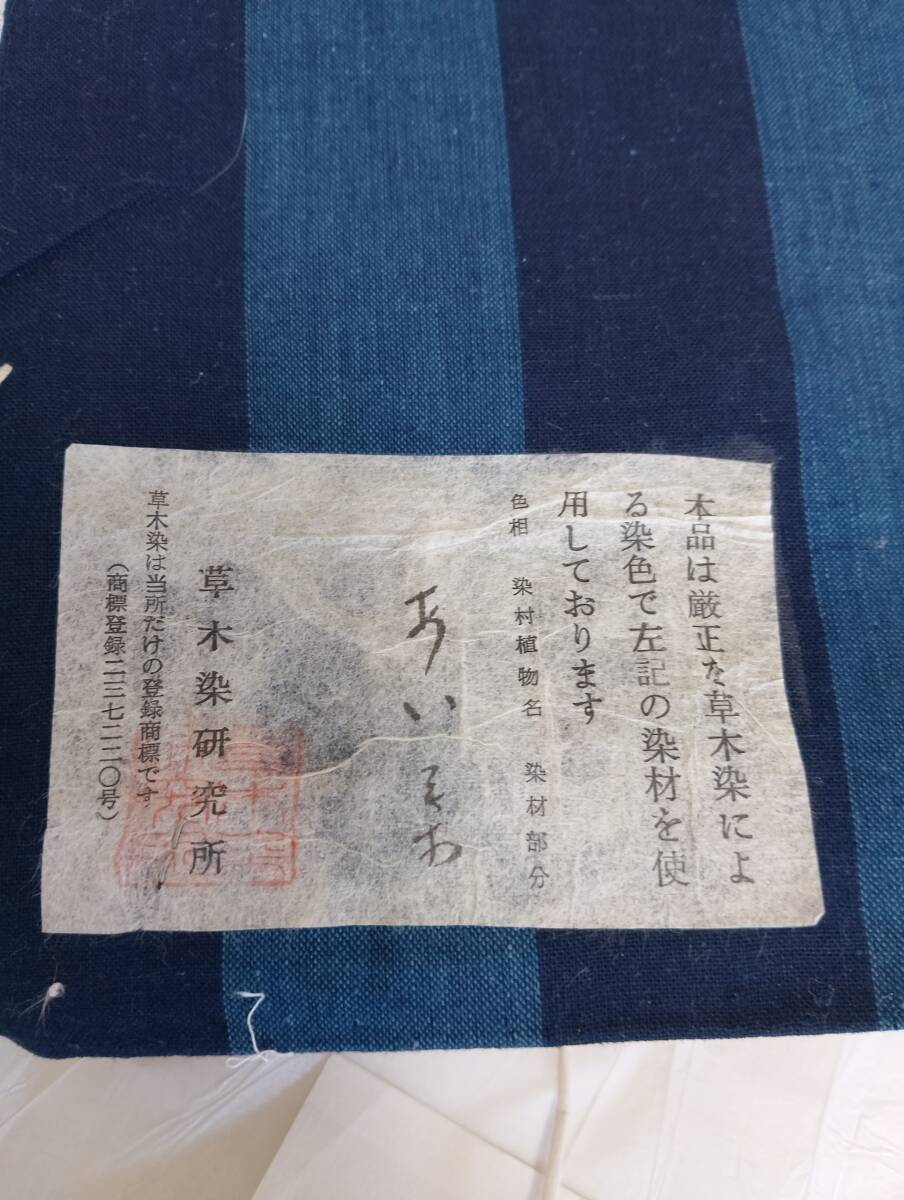 本品は厳正な草木染によ
る染色で左記の染材を使
用しております
色相　染村植物名　染材部分
あい
草木染研究所
草木染は当所だけの登録商標です
（商標登録二三七二二〇号）